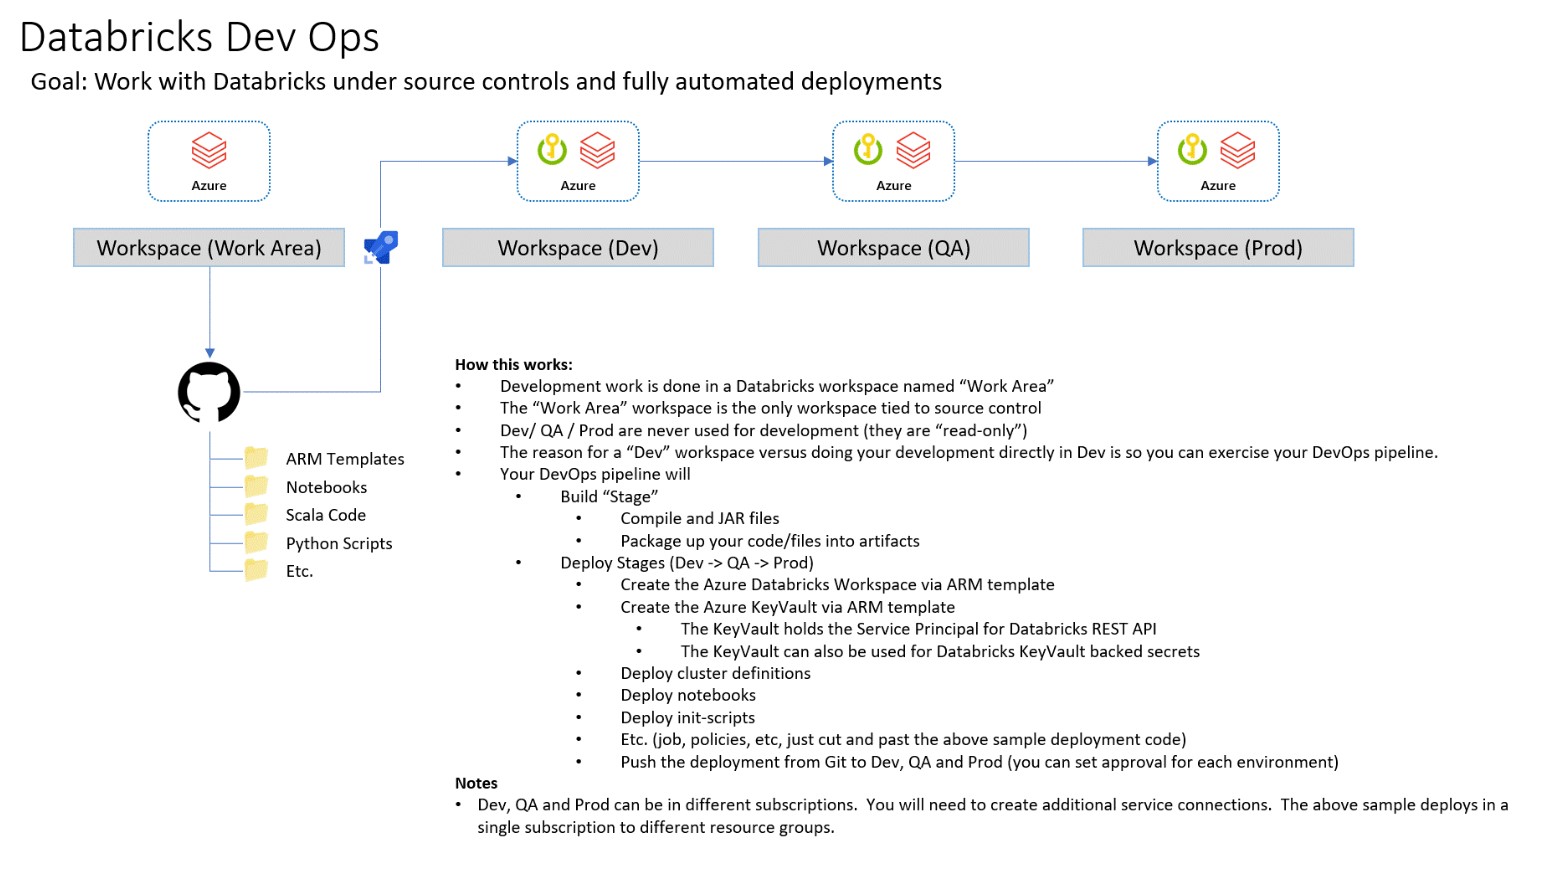 Databricks Dev Ops
Goal: Work with Databricks under source controls and fully automated deployments
Azure
Azure
Azure
Azure
Workspace (Work Area)
Workspace (Dev)
Workspace (QA)
Workspace (Prod)
ARM Templates
Notebooks
Scala Code
Python Scripts
Etc.
How this works:
• Development work is done in a Databricks workspace named “Work Area”
• The “Work Area” workspace is the only workspace tied to source control
• Dev/ QA / Prod are never used for development (they are “read-only”)
• The reason for a “Dev” workspace versus doing your development directly in Dev is so you can exercise your DevOps pipeline.
• Your DevOps pipeline will
• Build “Stage”
• Compile and JAR files
• Package up your code/files into artifacts
• Deploy Stages (Dev -> QA -> Prod)
• Create the Azure Databricks Workspace via ARM template
• Create the Azure KeyVault via ARM template
• The KeyVault holds the Service Principal for Databricks REST API
• The KeyVault can also be used for Databricks KeyVault backed secrets
• Deploy cluster definitions
• Deploy notebooks
• Deploy init-scripts
• Etc. (job, policies, etc, just cut and past the above sample deployment code)
• Push the deployment from Git to Dev, QA and Prod (you can set approval for each environment)
Notes
• Dev, QA and Prod can be in different subscriptions. You will need to create additional service connections. The above sample deploys in a
single subscription to different resource groups.